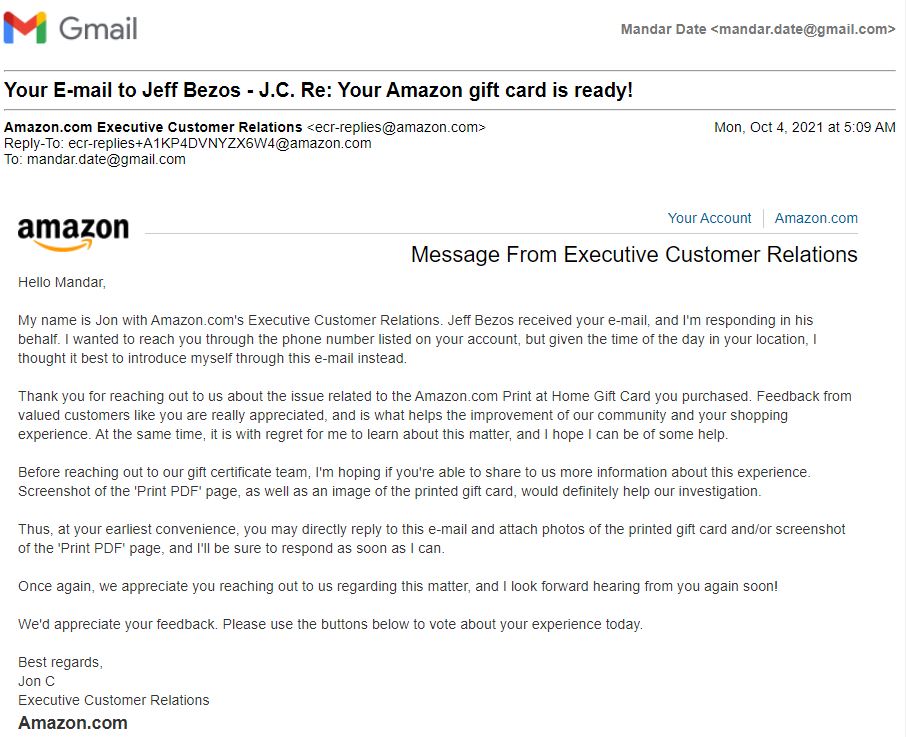 Gmail
Mandar Date <mandar.date@gmail.com>
Your E-mail to Jeff Bezos - J.C. Re: Your Amazon gift card is ready!
Amazon.com Executive Customer Relations <ecr-replies@amazon.com>
Mon, Oct 4, 2021 at 5:09 AM
Reply-To: ecr-replies+A1KP4DVNYZX6W4@amazon.com
To: mandar.date@gmail.com
amazon
Your Account
Amazon.com
Message From Executive Customer Relations
Hello Mandar,
My name is Jon with Amazon.com's Executive Customer Relations. Jeff Bezos received your e-mail, and I'm responding in his
behalf. I wanted to reach you through the phone number listed on your account, but given the time of the day in your location, I
thought it best to introduce myself through this e-mail instead.
Thank you for reaching out to us about the issue related to the Amazon.com Print at Home Gift Card you purchased. Feedback from
valued customers like you are really appreciated, and is what helps the improvement of our community and your shopping
experience. At the same time, it is with regret for me to learn about this matter, and I hope I can be of some help.
Before reaching out to our gift certificate team, I'm hoping if you're able to share to us more information about this experience.
Screenshot of the 'Print PDF' page, as well as an image of the printed gift card, would definitely help our investigation.
Thus, at your earliest convenience, you may directly reply to this e-mail and attach photos of the printed gift card and/or screenshot
of the 'Print PDF' page, and I'll be sure to respond as soon as I can.
Once again, we appreciate you reaching out to us regarding this matter, and I look forward hearing from you again soon!
We'd appreciate your feedback. Please use the buttons below to vote about your experience today.
Best regards,
Jon C
Executive Customer Relations
Amazon.com